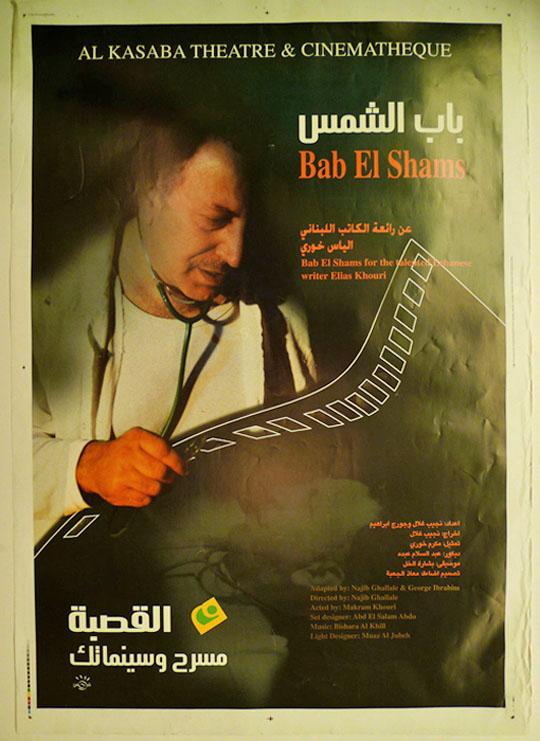 AL KASABA THEATRE & CINEMATHEQUE
باب الشمس
Bab El Shams
عن رائعة الكاتب اللبناني
الياس خوري
Bab El Shams for the talented Lebanese
writer Elias Khouri
اعداد: نجيب غلال وجورج ابراهيم
اخراج: نجيب غلال
تمثيل: مكرم خوري
ديكور: عبد السلام عبده
موسيقى: بشارة الخل
تصميم اضاءة: معاز الجعبة
Adapted by: Najib Ghallale & George Ibrahim
Directed by: Najib Ghallale
Acted by: Makram Khouri
Set designer: Abd El Salam Abdo
Music: Bishara Al Khill
Light Designer: Muaz Al Jubeh
القصبة
مسرح وسينماتك